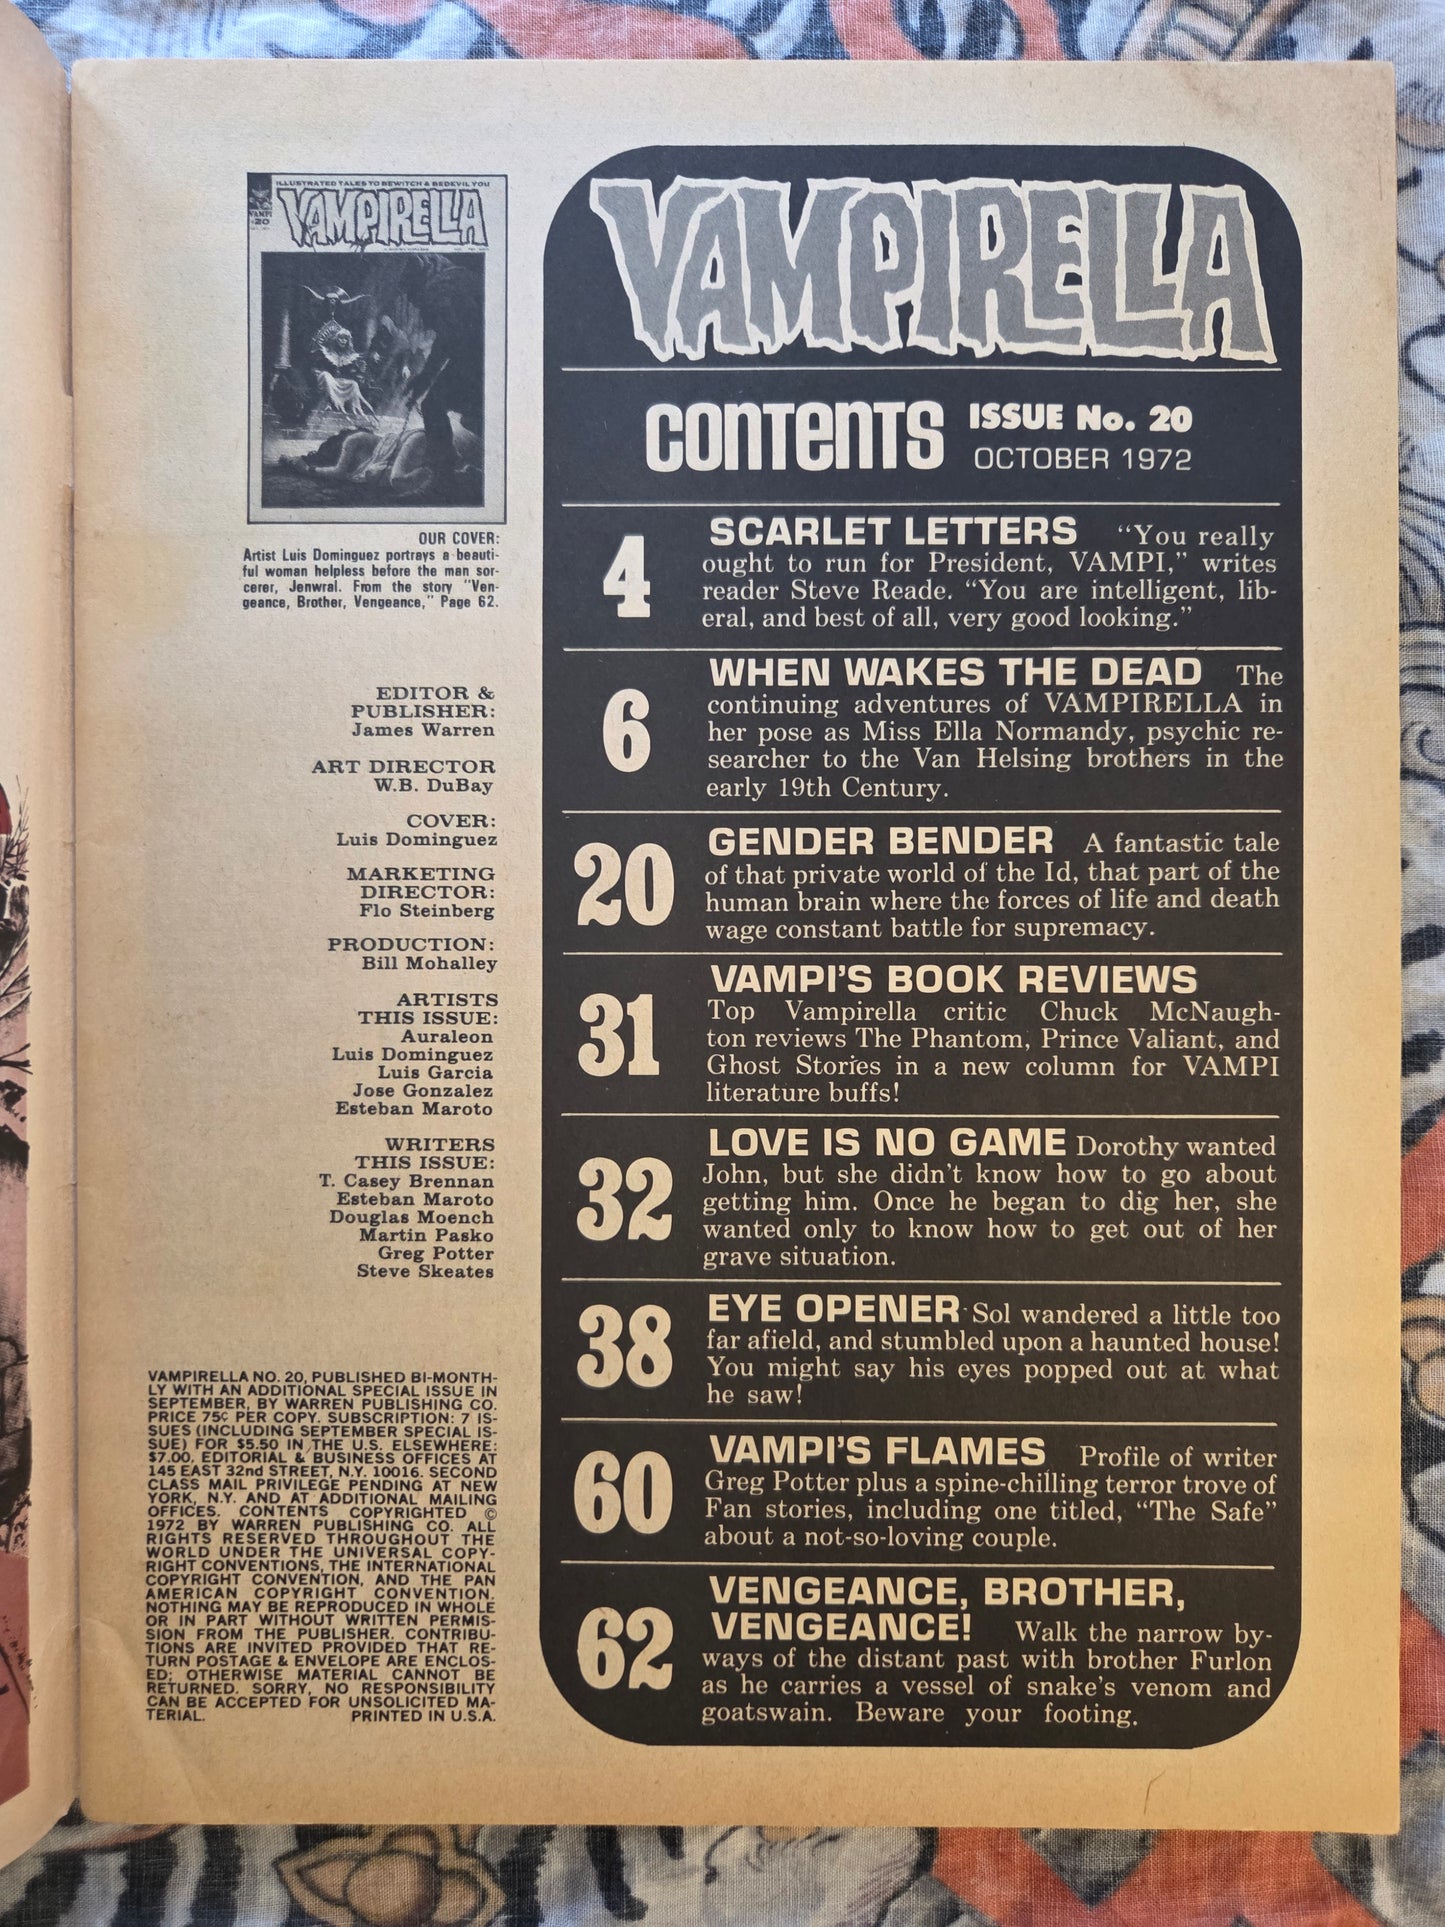 ILLUSTRATED TALES TO BEWITCH & BEDEVIL YOU
VAMPI
20
VAMPIRELLA
OUR COVER:
Artist Luis Dominguez portrays a beauti-
ful woman helpless before the man sor-
cerer, Jenwral. From the story "Ven-
geance, Brother, Vengeance," Page 62.
EDITOR &
PUBLISHER:
James Warren
ART DIRECTOR
W.B. DuBay
COVER:
Luis Dominguez
MARKETING
DIRECTOR:
Flo Steinberg
PRODUCTION:
Bill Mohalley
ARTISTS
THIS ISSUE:
Auraleon
Luis Dominguez
Luis Garcia
Jose Gonzalez
Esteban Maroto
WRITERS
THIS ISSUE:
T. Casey Brennan
Esteban Maroto
Douglas Moench
Martin Pasko
Greg Potter
Steve Skeates
VAMPIRELLA NO. 20, PUBLISHED BI-MONTH-
LY WITH AN ADDITIONAL SPECIAL ISSUE IN
SEPTEMBER, BY WARREN PUBLISHING CO.
PRICE 75¢ PER COPY. SUBSCRIPTION: 7 IS-
SUES (INCLUDING SEPTEMBER SPECIAL IS-
SUE) FOR $5.50 IN THE U.S. ELSEWHERE:
$7.00. EDITORIAL & BUSINESS OFFICES AT
145 EAST 32nd STREET, N.Y. 10016. SECOND
CLASS MAIL PRIVILEGE PENDING AT NEW
YORK, N.Y. AND AT ADDITIONAL MAILING
OFFICES. CONTENTS COPYRIGHTED ©
1972 BY WARREN PUBLISHING CO. ALL
RIGHTS RESERVED THROUGHOUT THE
WORLD UNDER THE UNIVERSAL COPY-
RIGHT CONVENTIONS, THE INTERNATIONAL
COPYRIGHT CONVENTION, AND THE PAN
AMERICAN COPYRIGHT CONVENTION.
NOTHING MAY BE REPRODUCED IN WHOLE
OR IN PART WITHOUT WRITTEN PERMIS-
SION FROM THE PUBLISHER. CONTRIBU-
TIONS ARE INVITED PROVIDED THAT RE-
TURN POSTAGE & ENVELOPE ARE ENCLOS-
ED; OTHERWISE MATERIAL CANNOT BE
RETURNED. SORRY, NO RESPONSIBILITY
CAN BE ACCEPTED FOR UNSOLICITED MA-
TERIAL. PRINTED IN U.S.A.
VAMPIRELLA
CONTENTS ISSUE No. 20
OCTOBER 1972
4
SCARLET LETTERS "You really
ought to run for President, VAMPI," writes
reader Steve Reade. "You are intelligent, lib-
eral, and best of all, very good looking."
6
WHEN WAKES THE DEAD The
continuing adventures of VAMPIRELLA in
her pose as Miss Ella Normandy, psychic re-
searcher to the Van Helsing brothers in the
early 19th Century.
20
GENDER BENDER A fantastic tale
of that private world of the Id, that part of the
human brain where the forces of life and death
wage constant battle for supremacy.
31
VAMPI'S BOOK REVIEWS
Top Vampirella critic Chuck McNaugh-
ton reviews The Phantom, Prince Valiant, and
Ghost Stories in a new column for VAMPI
literature buffs!
32
LOVE IS NO GAME Dorothy wanted
John, but she didn't know how to go about
getting him. Once he began to dig her, she
wanted only to know how to get out of her
grave situation.
38
EYE OPENER Sol wandered a little too
far afield, and stumbled upon a haunted house!
You might say his eyes popped out at what
he saw!
60
VAMPI'S FLAMES Profile of writer
Greg Potter plus a spine-chilling terror trove of
Fan stories, including one titled, "The Safe"
about a not-so-loving couple.
62
VENGEANCE, BROTHER,
VENGEANCE! Walk the narrow by-
ways of the distant past with brother Furlon
as he carries a vessel of snake's venom and
goatswain. Beware your footing.